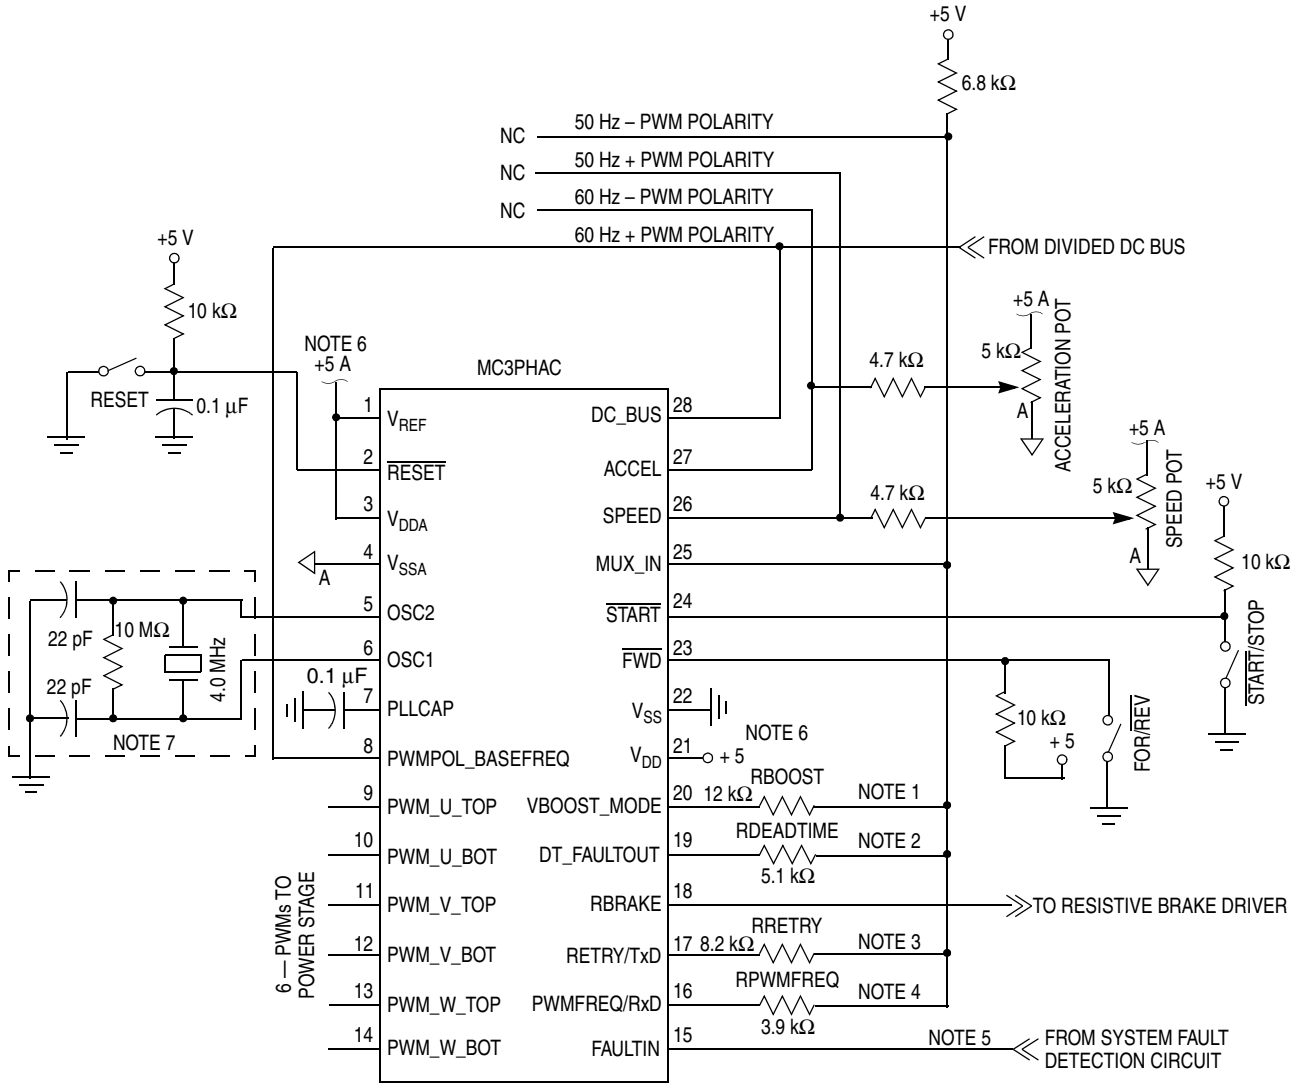 +5 V
6.8 kΩ
NC 50 Hz – PWM POLARITY
NC 50 Hz + PWM POLARITY
NC 60 Hz – PWM POLARITY
60 Hz + PWM POLARITY
FROM DIVIDED DC BUS
+5 V
10 kΩ
RESET
0.1 µF
NOTE 6
+5 A
MC3PHAC
4.7 kΩ
+5 A
5 kΩ
A
ACCELERATION POT
4.7 kΩ
+5 A
5 kΩ
A
SPEED POT
+5 V
10 kΩ
START/STOP
1 VREF
2 RESET
3 VDDA
4 VSSA
A
5 OSC2
6 OSC1
7 PLLCAP
8 PWMPOL_BASEFREQ
9 PWM_U_TOP
10 PWM_U_BOT
11 PWM_V_TOP
12 PWM_V_BOT
13 PWM_W_TOP
14 PWM_W_BOT
22 pF
10 MΩ
4.0 MHz
22 pF
NOTE 7
0.1 µF
6 — PWMs TO
POWER STAGE
DC_BUS 28
ACCEL 27
SPEED 26
MUX_IN 25
START 24
FWD 23
VSS 22
VDD 21 + 5
NOTE 6
10 kΩ
+ 5
FOR/REV
VBOOST_MODE 20 12 kΩ RBOOST NOTE 1
DT_FAULTOUT 19 RDEADTIME NOTE 2
5.1 kΩ
RBRAKE 18 TO RESISTIVE BRAKE DRIVER
RETRY/TxD 17 8.2 kΩ RRETRY NOTE 3
PWMFREQ/RxD 16 RPWMFREQ NOTE 4
3.9 kΩ
FAULTIN 15 NOTE 5 FROM SYSTEM FAULT
DETECTION CIRCUIT